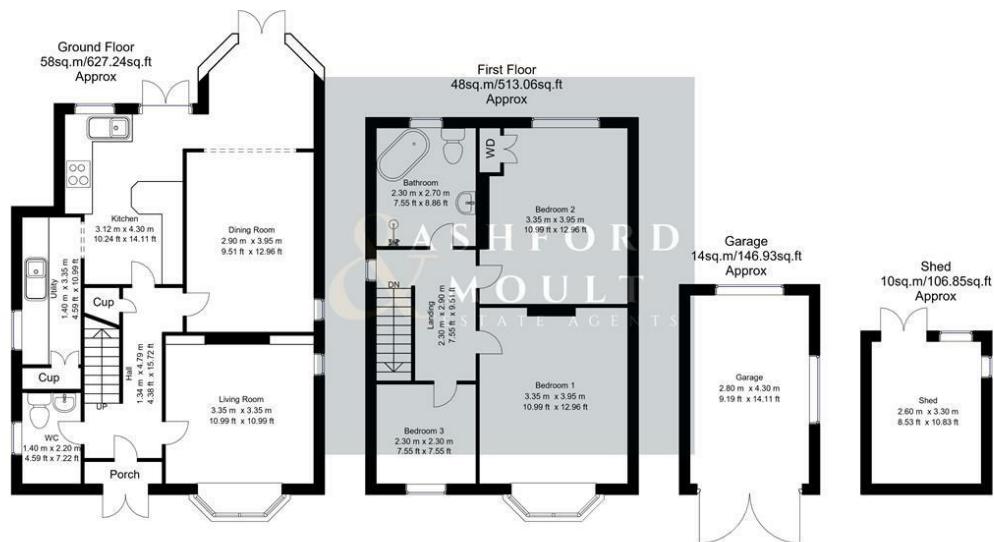 Ground Floor
58sq.m/627.24sq.ft
Approx
Kitchen
3.12 m x 4.30 m
10.24 ft x 14.11 ft
Dining Room
2.90 m x 3.95 m
9.51 ft x 12.96 ft
Utility
1.40 m x 3.35 m
4.59 ft x 10.99 ft
Cup
Cup
UP
Hall
1.34 m x 4.79 m
4.38 ft x 15.72 ft
Living Room
3.35 m x 3.35 m
10.99 ft x 10.99 ft
WC
1.40 m x 2.20 m
4.59 ft x 7.22 ft
Porch
First Floor
48sq.m/513.06sq.ft
Approx
Bathroom
2.30 m x 2.70 m
7.55 ft x 8.86 ft
WD
Bedroom 2
3.35 m x 3.95 m
10.99 ft x 12.96 ft
DN
Landing
2.30 m x 2.90 m
7.55 ft x 9.51 ft
Bedroom 1
3.35 m x 3.95 m
10.99 ft x 12.96 ft
Bedroom 3
2.30 m x 2.30 m
7.55 ft x 7.55 ft
&
ASHFORD
MOULT
ESTATE AGENTS
Garage
14sq.m/146.93sq.ft
Approx
Garage
2.80 m x 4.30 m
9.19 ft x 14.11 ft
Shed
10sq.m/106.85sq.ft
Approx
Shed
2.60 m x 3.30 m
8.53 ft x 10.83 ft